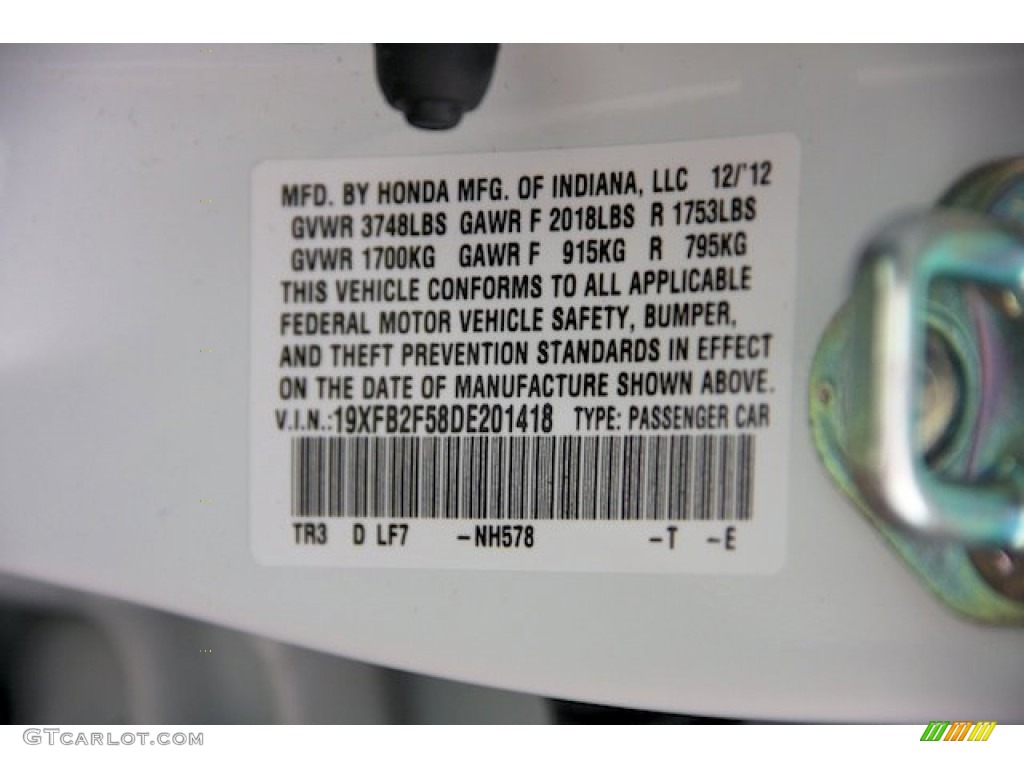 MFD. BY HONDA MFG. OF INDIANA, LLC 12/'12
GVWR 3748LBS GAWR F 2018LBS R 1753LBS
GVWR 1700KG GAWR F 915KG R 795KG
THIS VEHICLE CONFORMS TO ALL APPLICABLE
FEDERAL MOTOR VEHICLE SAFETY, BUMPER,
AND THEFT PREVENTION STANDARDS IN EFFECT
ON THE DATE OF MANUFACTURE SHOWN ABOVE.
V.I.N.:19XFB2F58DE201418 TYPE: PASSENGER CAR
TR3 D LF7 -NH578 -T -E
GTCARLOT.COM